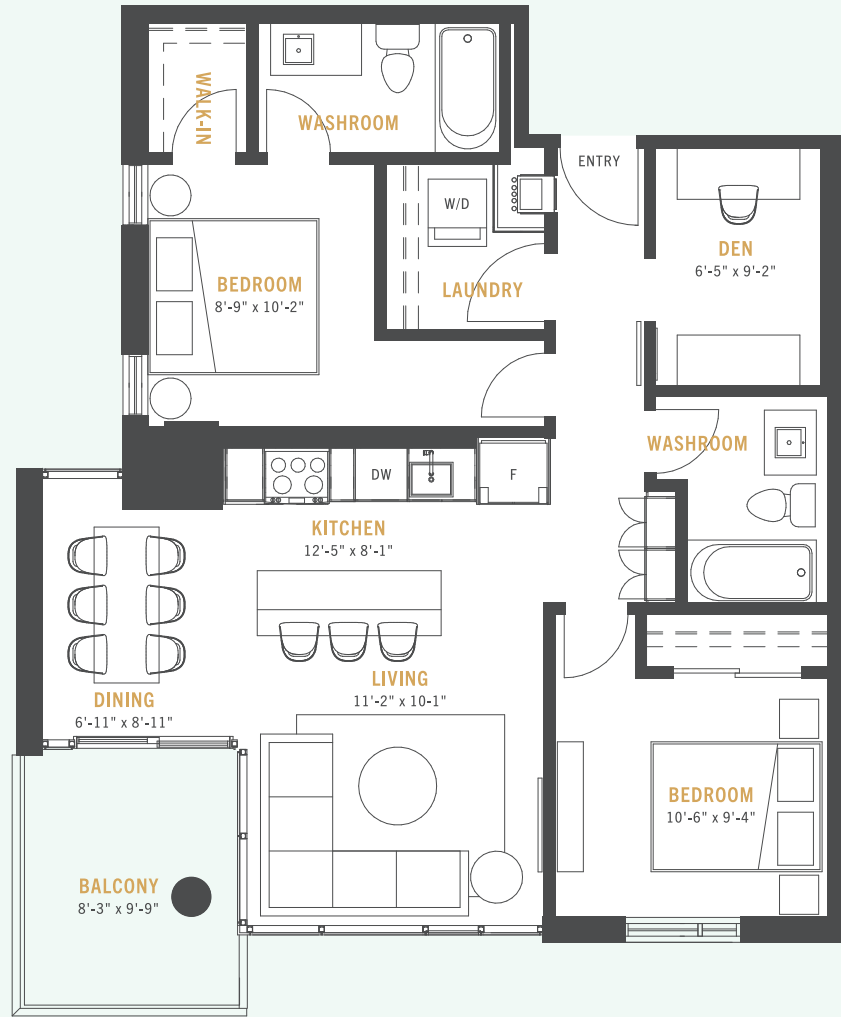 WALK-IN
WASHROOM
ENTRY
W/D
DEN
6'-5" x 9'-2"
BEDROOM
8'-9" x 10'-2"
LAUNDRY
WASHROOM
DW
F
KITCHEN
12'-5" x 8'-1"
LIVING
11'-2" x 10'-1"
DINING
6'-11" x 8'-11"
BEDROOM
10'-6" x 9'-4"
BALCONY
8'-3" x 9'-9"